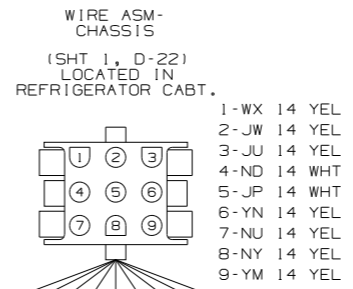 WIRE ASM-
CHASSIS
(SHT 1, D-22)
LOCATED IN
REFRIGERATOR CABT.
1-WX 14 YEL
2-JW 14 YEL
3-JU 14 YEL
4-ND 14 WHT
5-JP 14 WHT
6-YN 14 YEL
7-NU 14 YEL
8-NY 14 YEL
9-YM 14 YEL
1 2 3
4 5 6
7 8 9